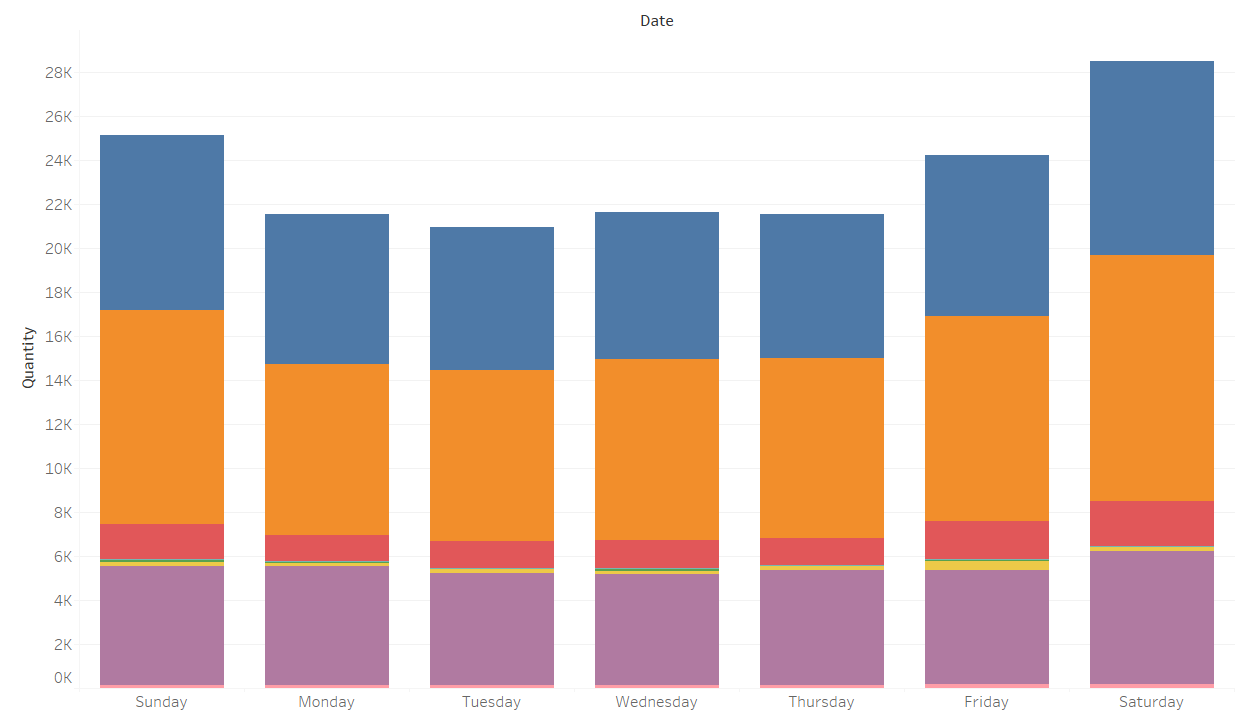 Date
Quantity
28K
26K
24K
22K
20K
18K
16K
14K
12K
10K
8K
6K
4K
2K
0K
Sunday Monday Tuesday Wednesday Thursday Friday Saturday